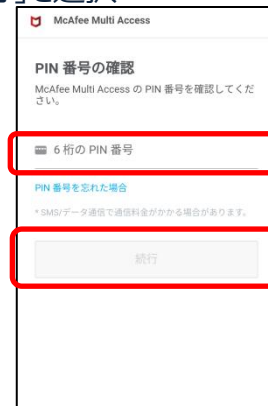 」を選択
McAfee Multi Access
PIN 番号の確認
McAfee Multi Access の PIN 番号を確認してくだ
さい。
6 桁の PIN 番号
PIN 番号を忘れた場合
* SMS/データ通信で通信料金がかかる場合があります。
続行